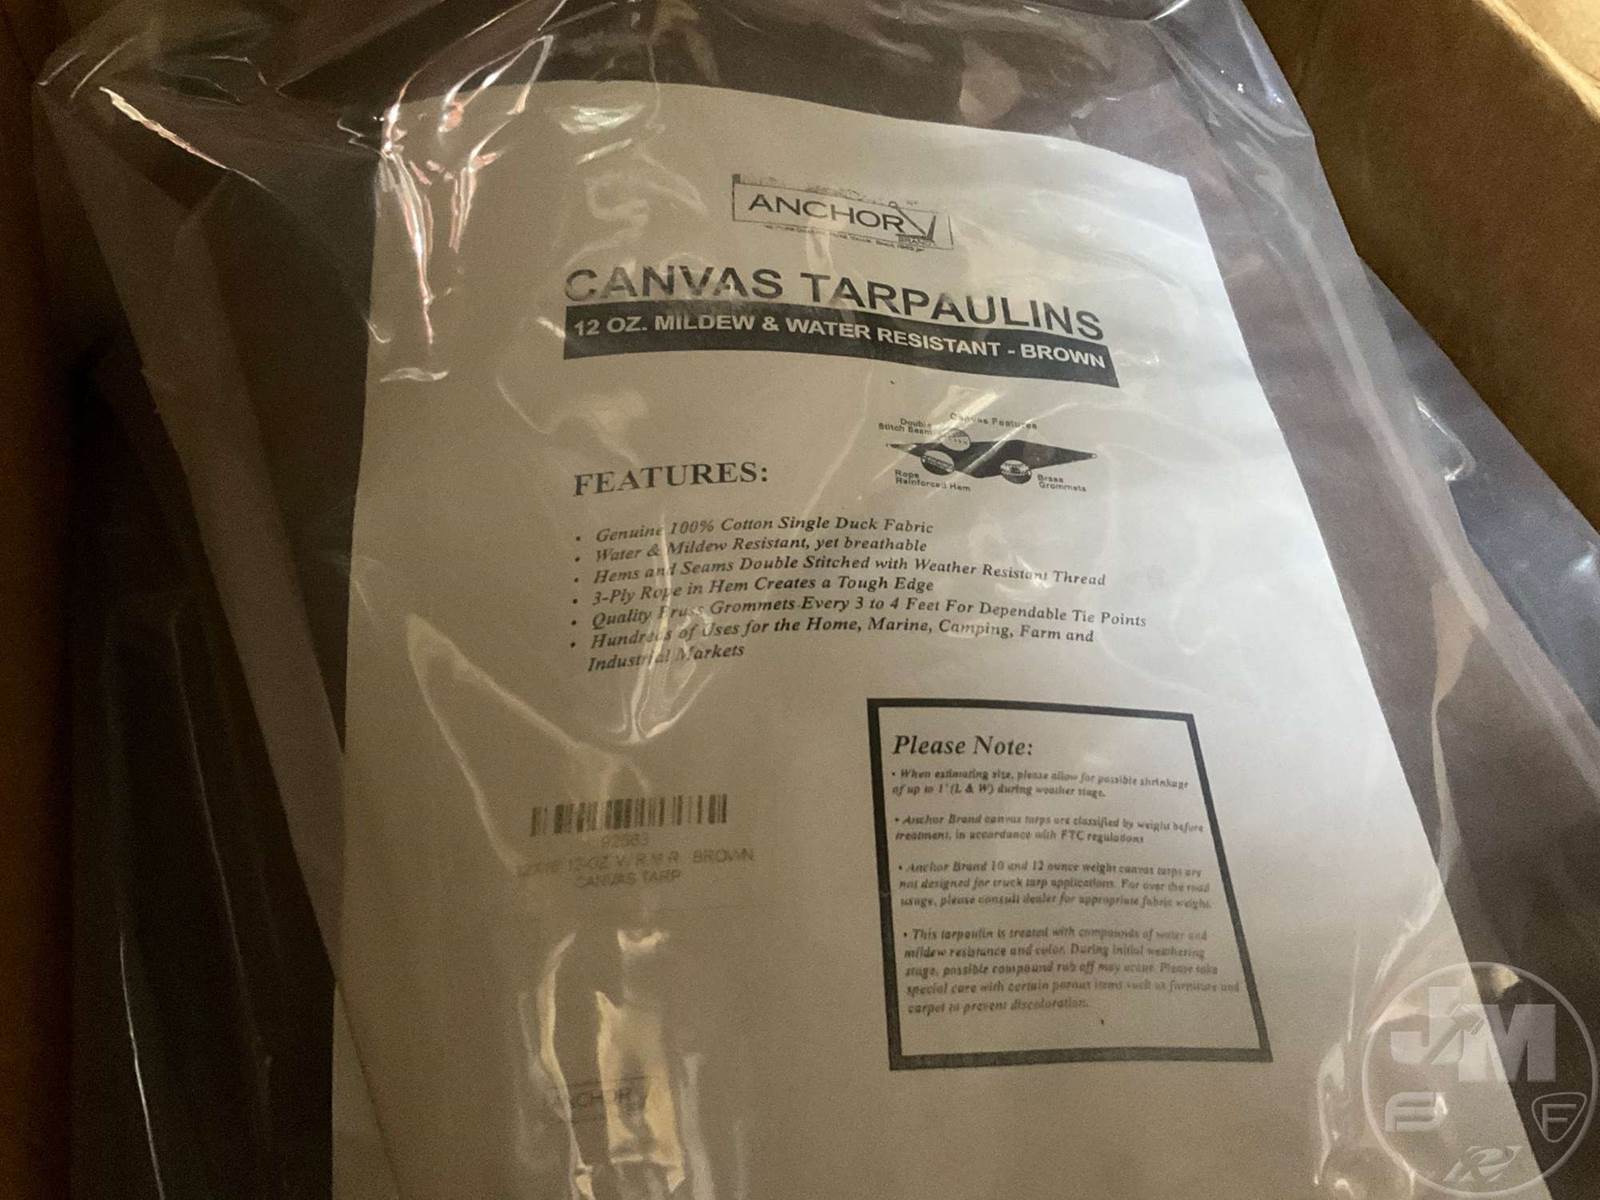 ANCHOR
BRAND
CANVAS TARPAULINS
12 OZ. MILDEW & WATER RESISTANT - BROWN
Canvas Features
Double
Stitch Seam
Rope
Reinforced Hem
Brass
Grommets
FEATURES:
• Genuine 100% Cotton Single Duck Fabric
• Water & Mildew Resistant, yet breathable
• Hems and Seams Double Stitched with Weather Resistant Thread
• 3-Ply Rope in Hem Creates a Tough Edge
• Quality Brass Grommets Every 3 to 4 Feet For Dependable Tie Points
• Hundreds of Uses for the Home, Marine, Camping, Farm and
Industrial Markets
Please Note:
• When estimating size, please allow for possible shrinkage
of up to 1' (L & W) during weather stage.
• Anchor Brand canvas tarps are classified by weight before
treatment, in accordance with FTC regulations
• Anchor Brand 10 and 12 ounce weight canvas tarps are
not designed for truck tarp applications. For over the road
usage, please consult dealer for appropriate fabric weight.
• This tarpaulin is treated with compounds of water and
mildew resistance and color. During initial weathering
stage, possible compound rub off may occur. Please take
special care with certain porous items such as furniture and
carpet to prevent discoloration.
12-OZ W.R.M.R. BROWN
CANVAS TARP
ANCHOR
JM
F